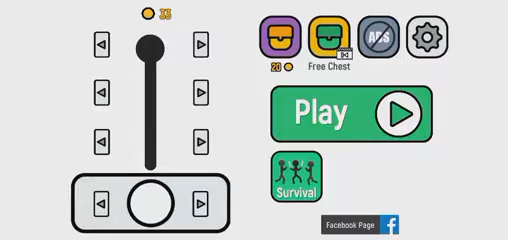 33
20
Free Chest
ADS
Play
Survival
Facebook Page f